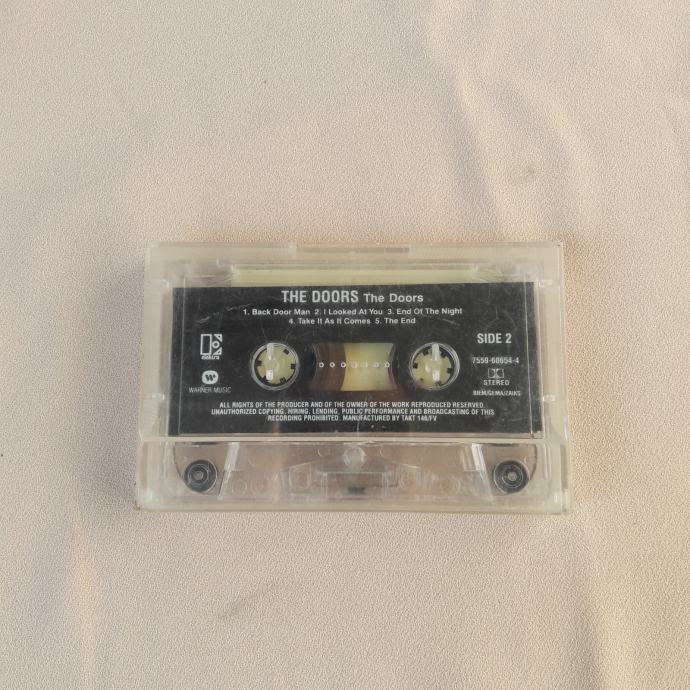 THE DOORS The Doors
1. Back Door Man 2. I Looked At You 3. End Of The Night
4. Take It As It Comes 5. The End
SIDE 2
elektra
7559-60654-4
STEREO
WARNER MUSIC
BIEM/GEMA/ZAIKS
ALL RIGHTS OF THE PRODUCER AND OF THE OWNER OF THE WORK REPRODUCED RESERVED.
UNAUTHORIZED COPYING, HIRING, LENDING, PUBLIC PERFORMANCE AND BROADCASTING OF THIS
RECORDING PROHIBITED. MANUFACTURED BY TAKT 146/FV